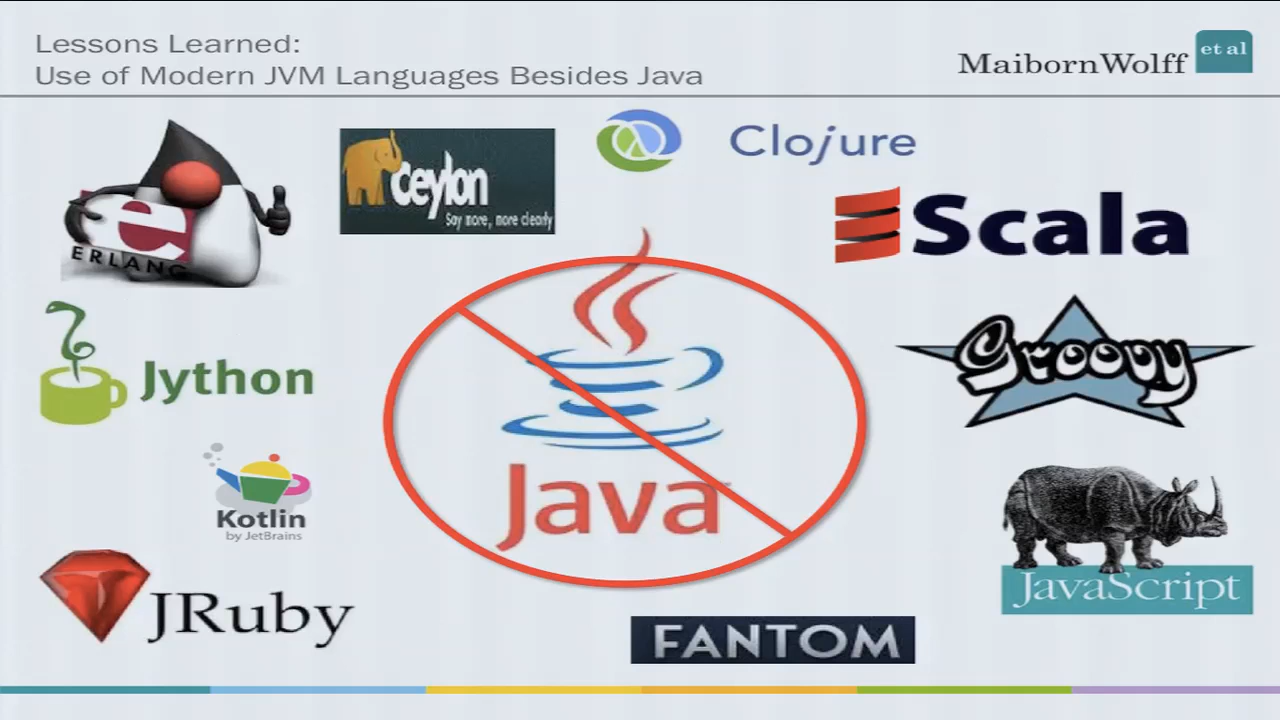 Lessons Learned:
Use of Modern JVM Languages Besides Java
MaibornWolff
et al
Clojure
ceylon
Say more, more clearly
Scala
e
ERLANG
Groovy
Jython
Java
Kotlin
by JetBrains
JavaScript
JRuby
FANTOM